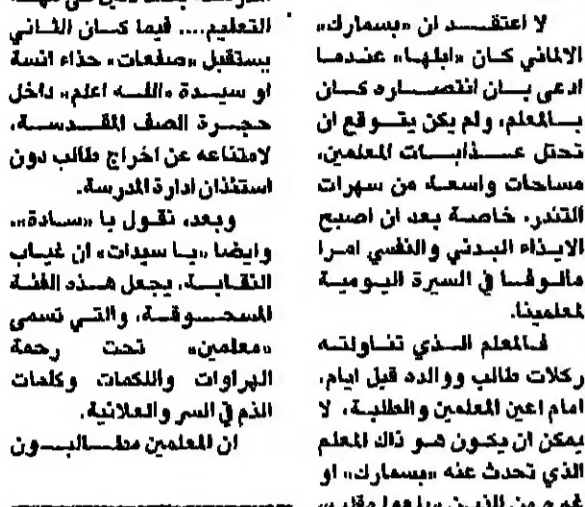 لا اعتقد ان «بسمارك»
الالماني كان «ابلها» عندما
ادعى بان انتصاره كان
بالمعلم، ولم يكن يتوقع ان
تحتل عذابات المعلمين،
مساحات واسعة من سهرات
التندر. خاصة بعد ان اصبح
الايذاء البدني والنفسي امرا
مالوفا في السيرة اليومية
لمعلمينا.
فالمعلم الذي تناولته
ركلات طالب ووالده قبل ايام،
امام اعين المعلمين والطلبة، لا
يمكن ان يكون هو ذاك المعلم
الذي تحدث عنه «بسمارك» او
التعليم.... فيما كان الثاني
يستقبل «صفعات» حذاء انسة
او سيدة «الله اعلم» داخل
حجرة الصف المقدسة،
لامتناعه عن اخراج طالب دون
استئذان ادارة المدرسة.
وبعد، نقول يا «سادة»،
وايضا «يا سيدات» ان غياب
النقابة، يجعل هذه الفئة
المسحوقة، والتي تسمى
«معلمين» تحت رحمة
الهراوات واللكمات وكلمات
الذم في السر والعلانية.
ان المعلمين مطالبون